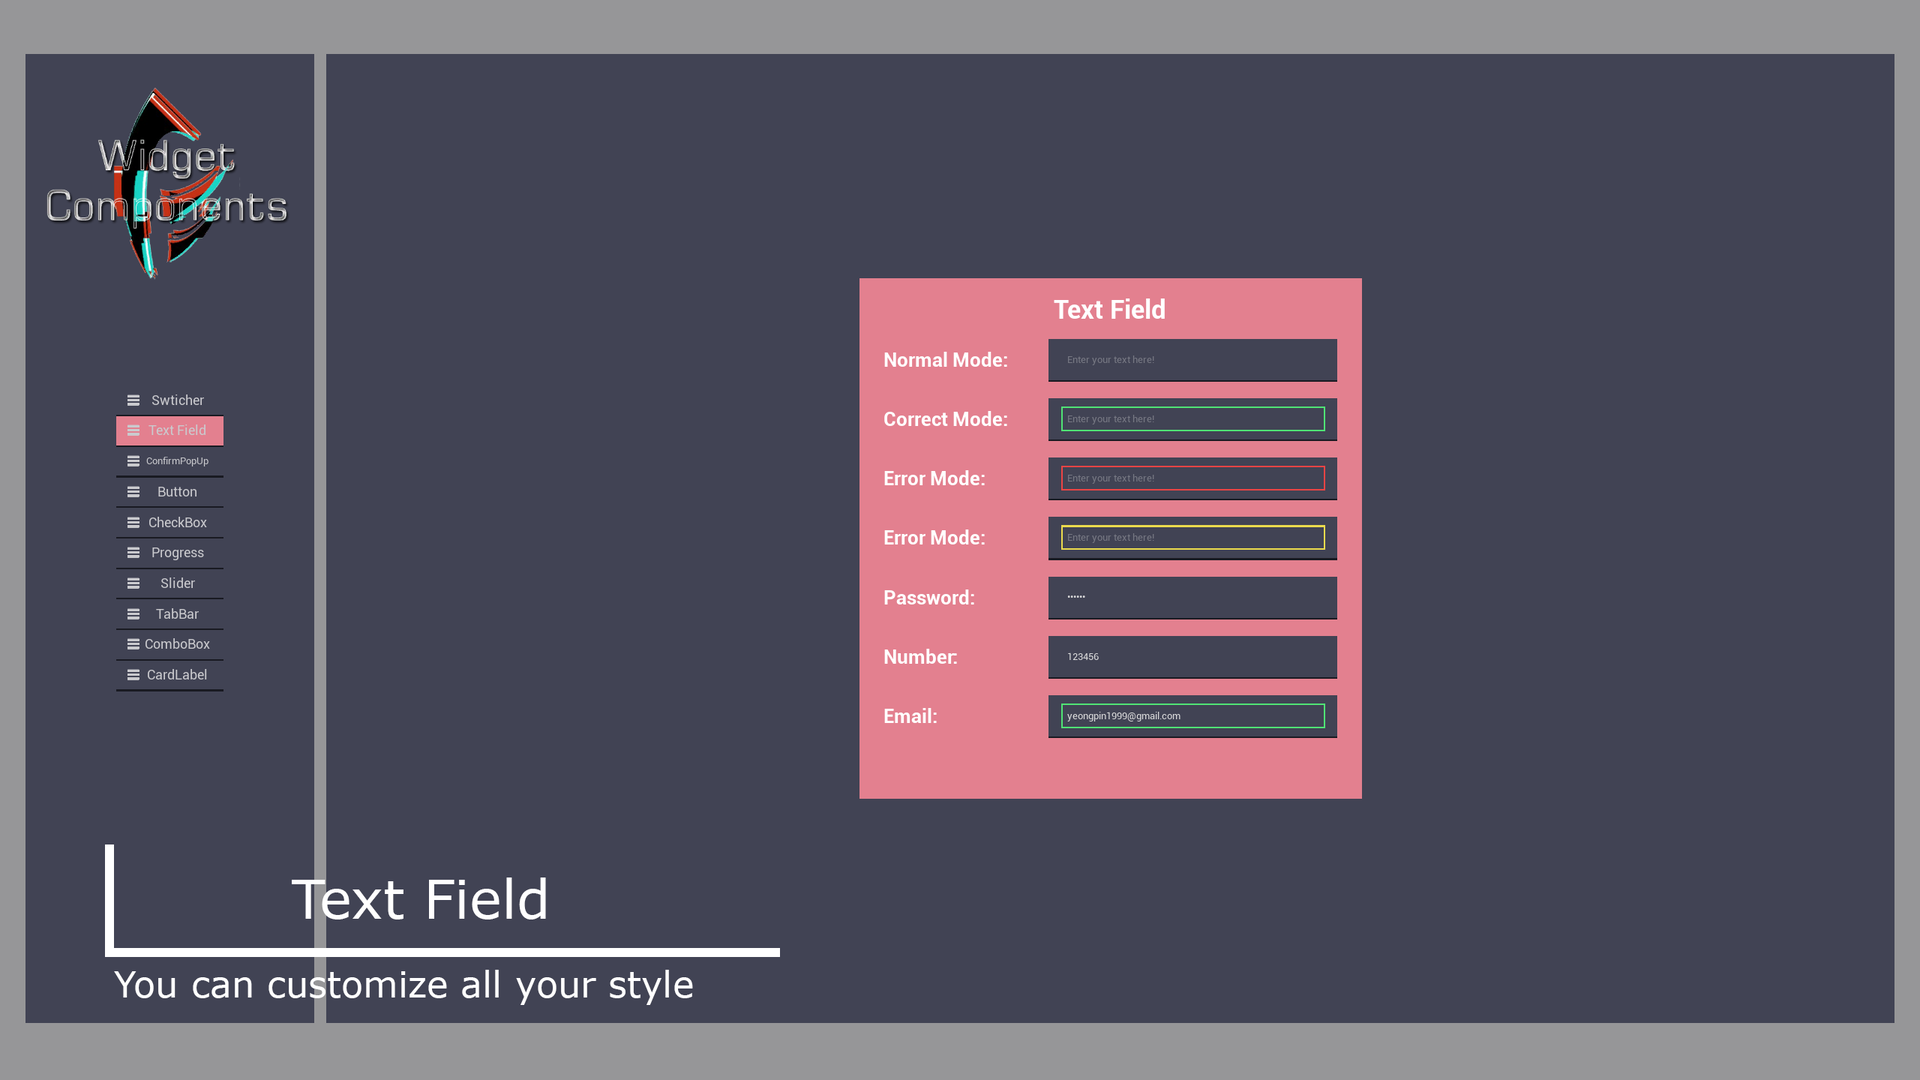 Widget
Components
Swticher
Text Field
ConfirmPopUp
Button
CheckBox
Progress
Slider
TabBar
ComboBox
CardLabel
Text Field
Normal Mode: Enter your text here!
Correct Mode: Enter your text here!
Error Mode: Enter your text here!
Error Mode: Enter your text here!
Password: ••••••
Number: 123456
Email: yeongpin1999@gmail.com
Text Field
You can customize all your style